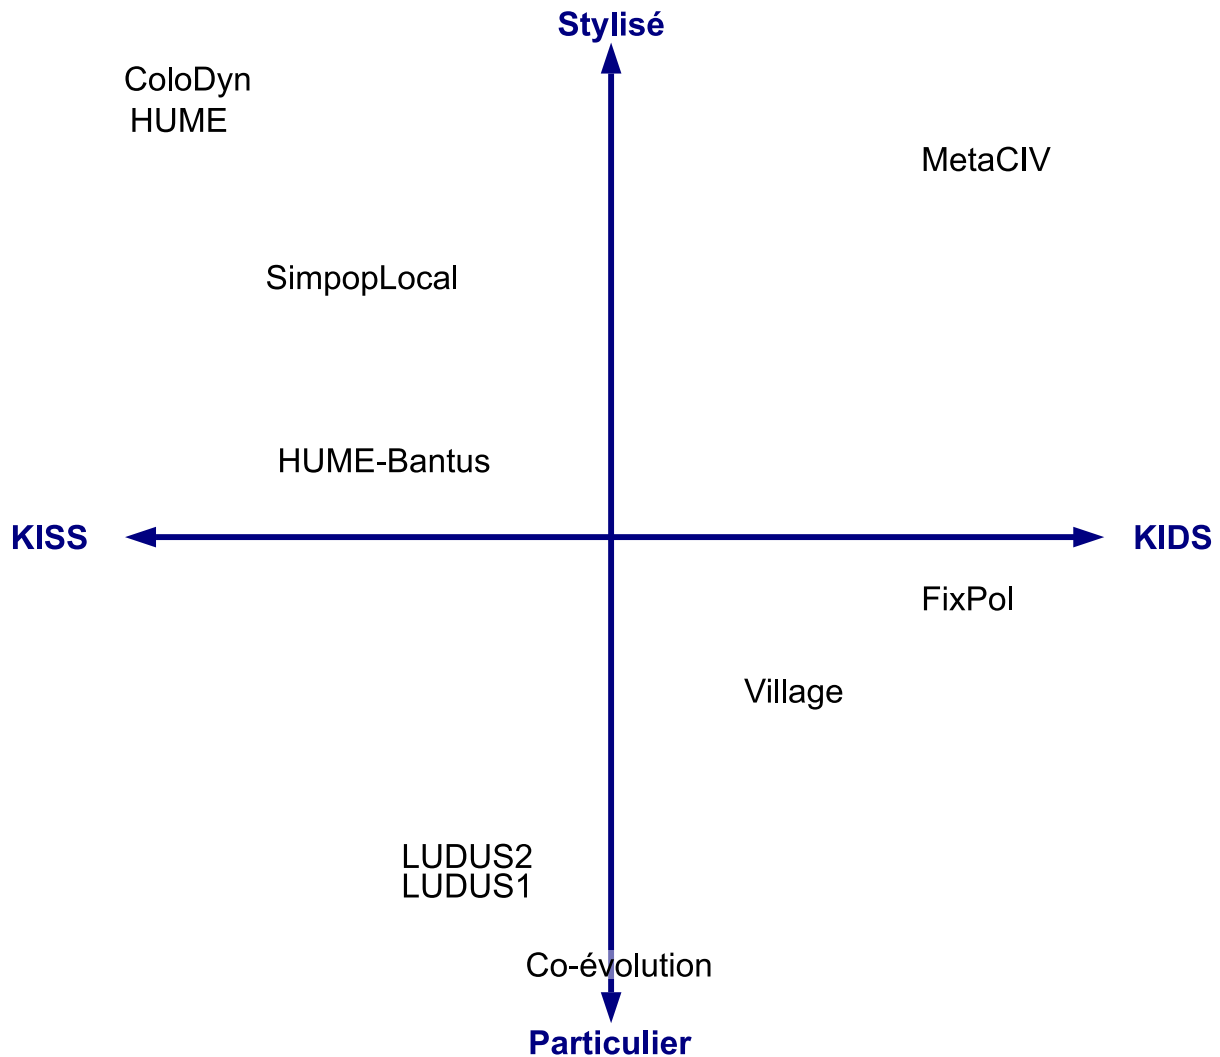 Stylisé
ColoDyn
HUME
MetaCIV
SimpopLocal
HUME-Bantus
KISS
KIDS
FixPol
Village
LUDUS2
LUDUS1
Co-évolution
Particulier